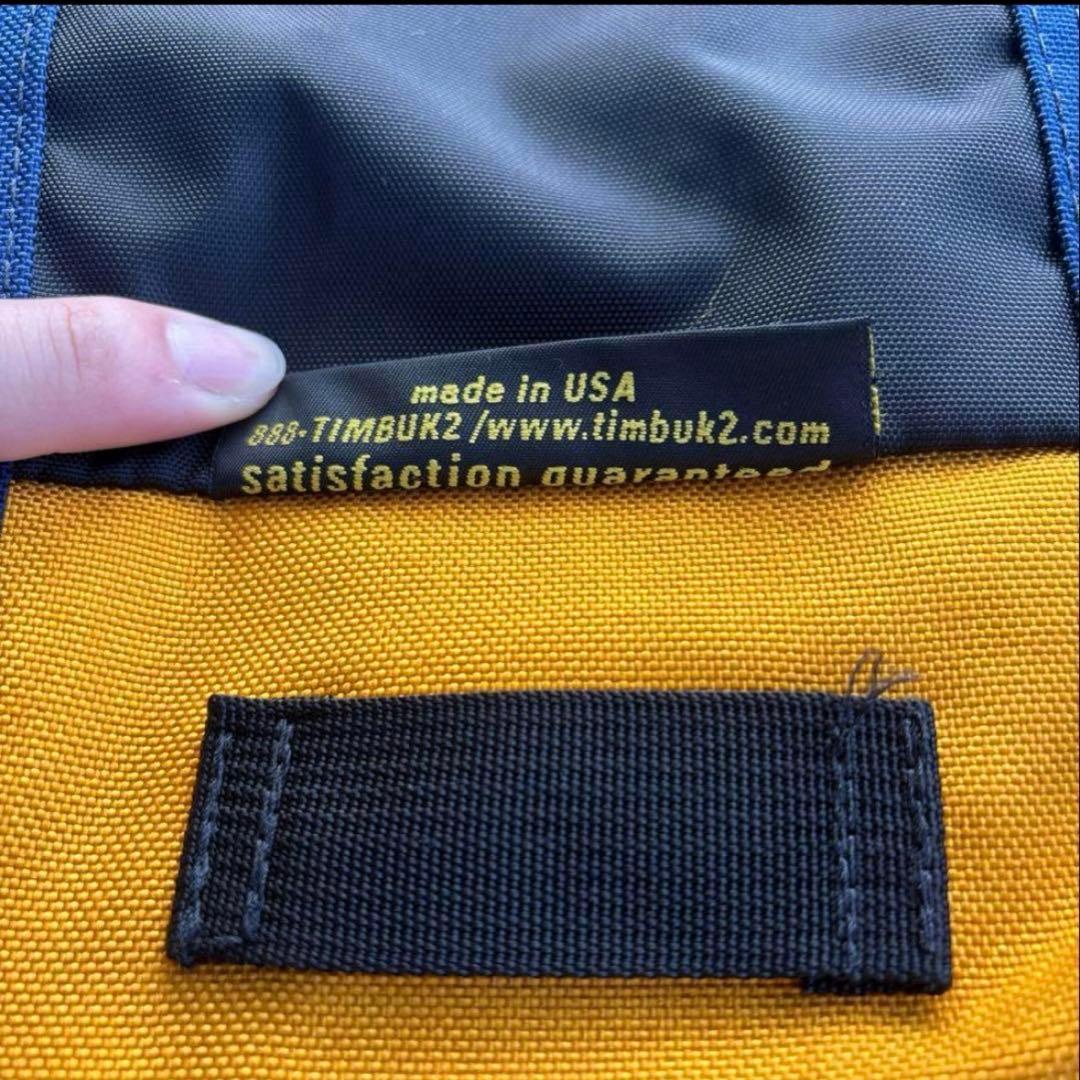 made in USA
888-TIMBUK2/www.timbuk2.com
satisfaction guaranteed